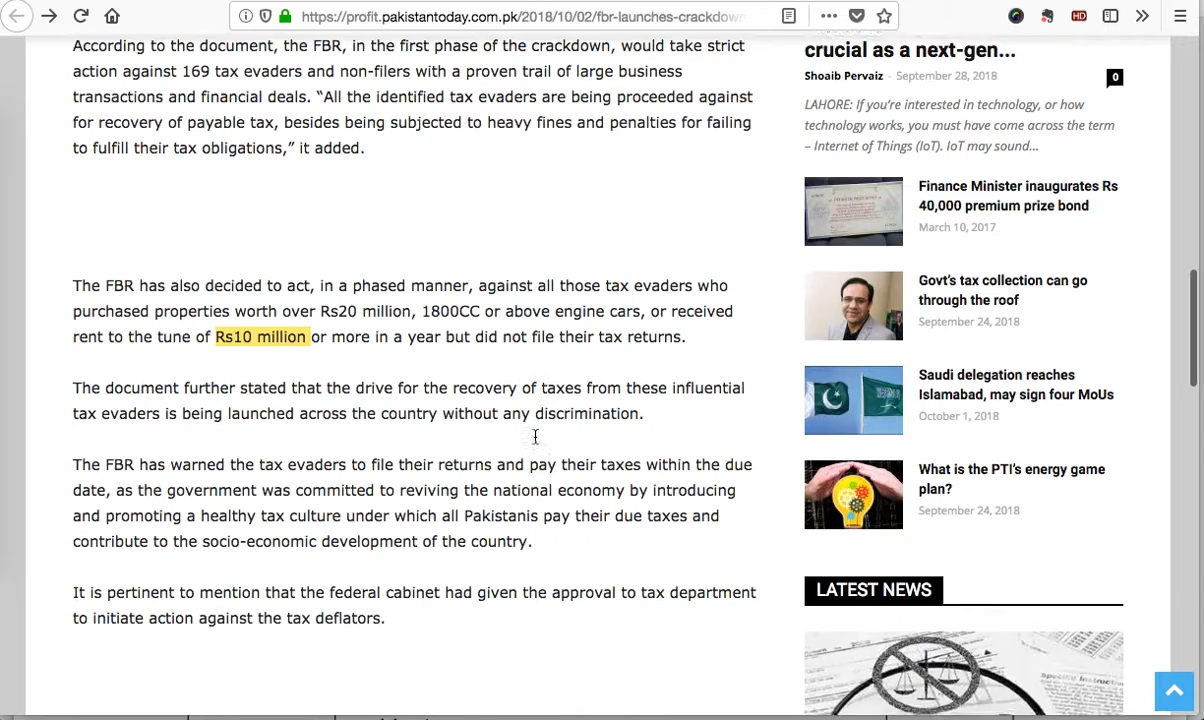 https://profit.pakistantoday.com.pk/2018/10/02/fbr-launches-crackdown
HD
According to the document, the FBR, in the first phase of the crackdown, would take strict
action against 169 tax evaders and non-filers with a proven trail of large business
transactions and financial deals. “All the identified tax evaders are being proceeded against
for recovery of payable tax, besides being subjected to heavy fines and penalties for failing
to fulfill their tax obligations,” it added.
The FBR has also decided to act, in a phased manner, against all those tax evaders who
purchased properties worth over Rs20 million, 1800CC or above engine cars, or received
rent to the tune of Rs10 million or more in a year but did not file their tax returns.
The document further stated that the drive for the recovery of taxes from these influential
tax evaders is being launched across the country without any discrimination.
The FBR has warned the tax evaders to file their returns and pay their taxes within the due
date, as the government was committed to reviving the national economy by introducing
and promoting a healthy tax culture under which all Pakistanis pay their due taxes and
contribute to the socio-economic development of the country.
It is pertinent to mention that the federal cabinet had given the approval to tax department
to initiate action against the tax deflators.
crucial as a next-gen...
Shoaib Pervaiz - September 28, 2018
0
LAHORE: If you’re interested in technology, or how
technology works, you must have come across the term
– Internet of Things (IoT). IoT may sound...
Finance Minister inaugurates Rs
40,000 premium prize bond
March 10, 2017
Govt’s tax collection can go
through the roof
September 24, 2018
Saudi delegation reaches
Islamabad, may sign four MoUs
October 1, 2018
What is the PTI’s energy game
plan?
September 24, 2018
LATEST NEWS